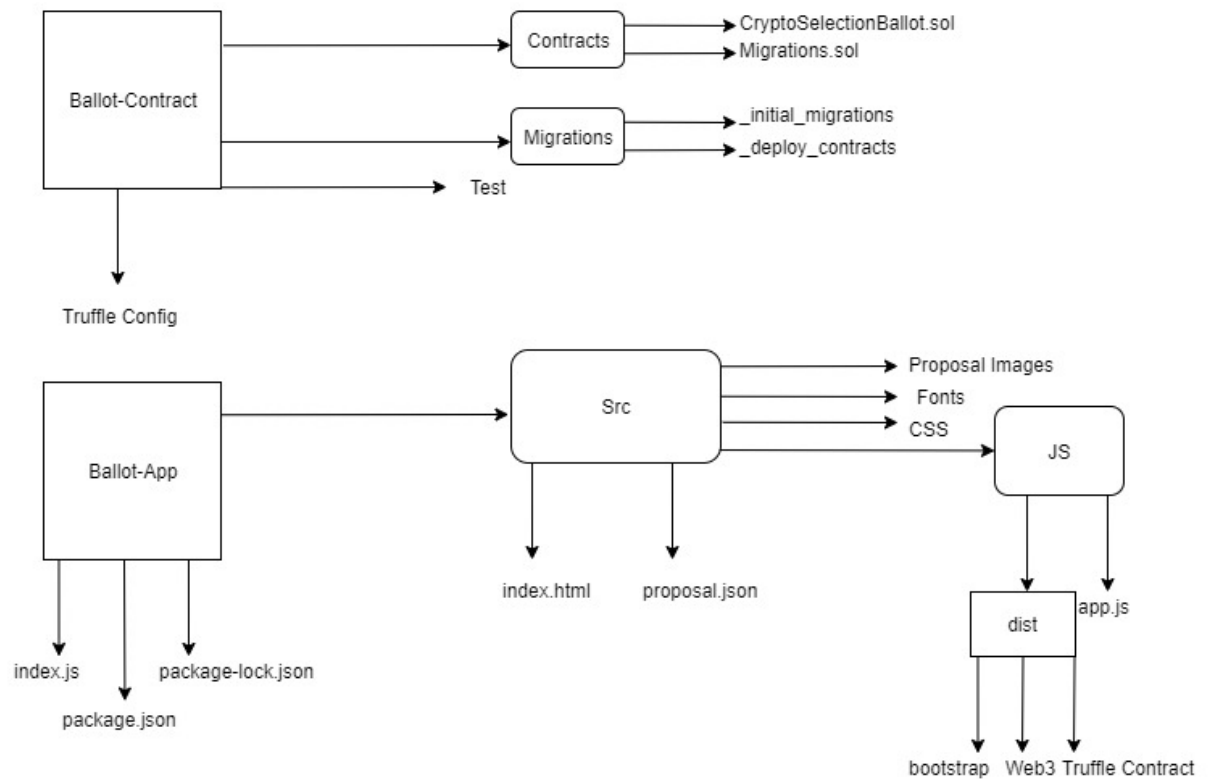 Contracts
CryptoSelectionBallot.sol
Migrations.sol
Ballot-Contract
Migrations
_initial_migrations
_deploy_contracts
Test
Truffle Config
Ballot-App
Src
Proposal Images
Fonts
CSS
JS
index.html
proposal.json
index.js
package-lock.json
package.json
dist
app.js
bootstrap
Web3
Truffle Contract